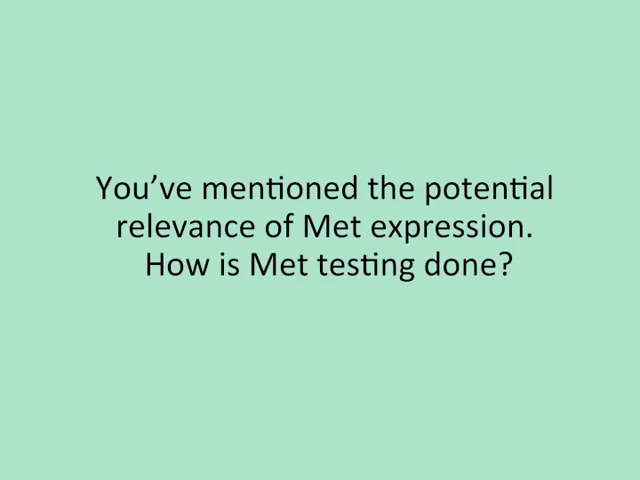 You’ve mentioned the potential
relevance of Met expression.
How is Met testing done?